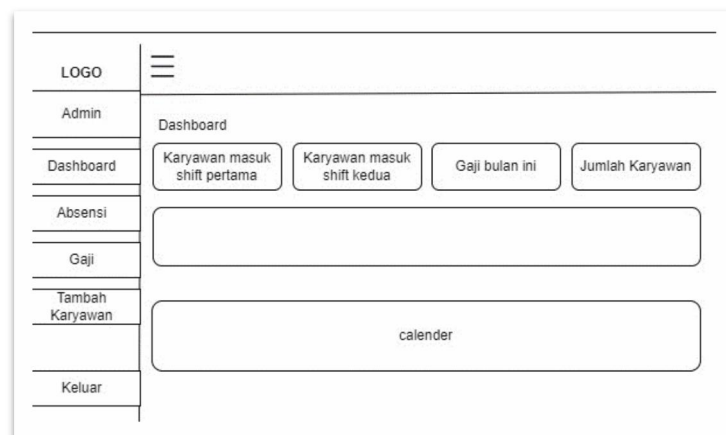 LOGO
Admin
Dashboard
Absensi
Gaji
Tambah
Karyawan
Keluar
Dashboard
Karyawan masuk
shift pertama
Karyawan masuk
shift kedua
Gaji bulan ini
Jumlah Karyawan
calender